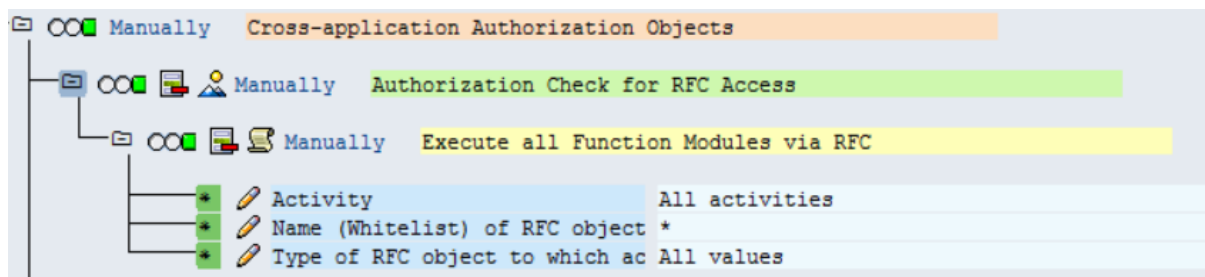 Manually Cross-application Authorization Objects
Manually Authorization Check for RFC Access
Manually Execute all Function Modules via RFC
* Activity All activities
* Name (Whitelist) of RFC object *
* Type of RFC object to which ac All values